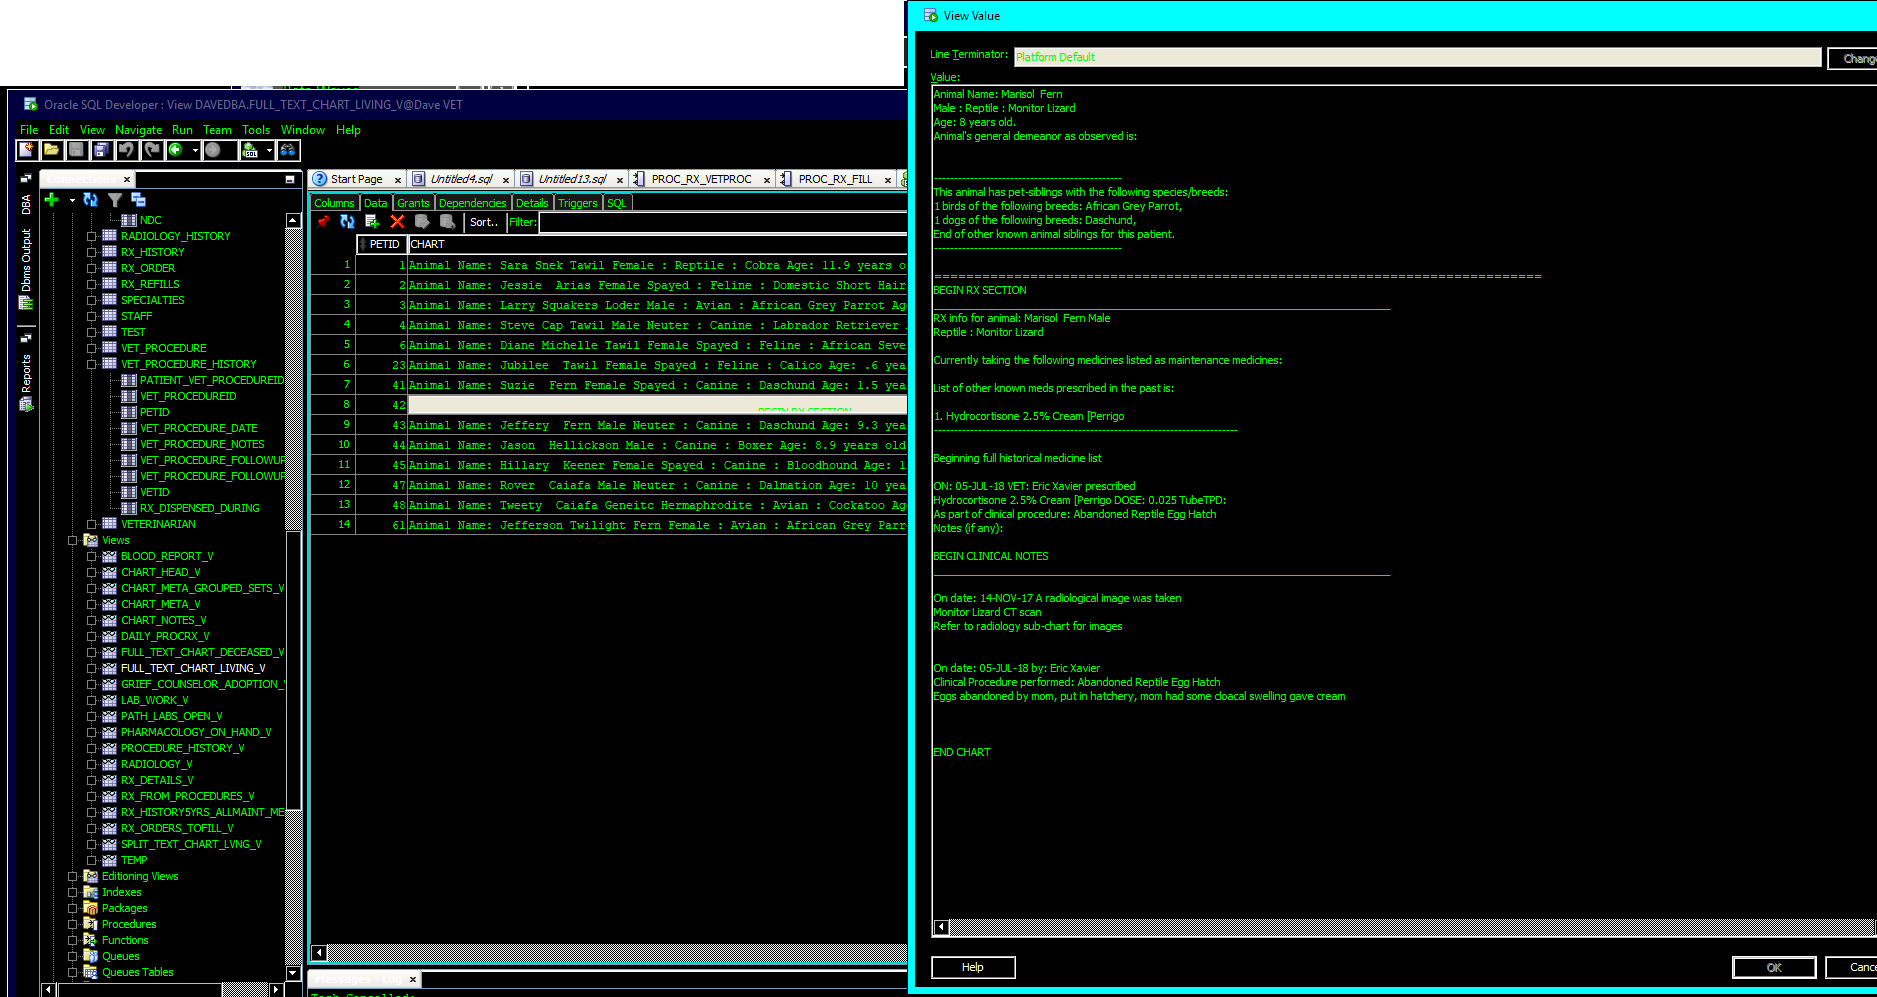 View Value
Line Terminator: Platform Default
Value:
Animal Name: Marisol  Fern
Male : Reptile : Monitor Lizard
Age: 8 years old.
Animal's general demeanor as observed is:
-----------------------------------------------
This animal has pet-siblings with the following species/breeds:
1 birds of the following breeds: African Grey Parrot,
1 dogs of the following breeds: Daschund,
End of other known animal siblings for this patient.
-----------------------------------------------
BEGIN RX SECTION
RX info for animal: Marisol  Fern Male
Reptile : Monitor Lizard
Currently taking the following medicines listed as maintenance medicines:
List of other known meds prescribed in the past is:
1. Hydrocortisone 2.5% Cream [Perrigo
Beginning full historical medicine list
ON: 05-JUL-18 VET: Eric Xavier prescribed
Hydrocortisone 2.5% Cream [Perrigo DOSE: 0.025 TubeTPD:
As part of clinical procedure: Abandoned Reptile Egg Hatch
Notes (if any):
BEGIN CLINICAL NOTES
On date: 14-NOV-17 A radiological image was taken
Monitor Lizard CT scan
Refer to radiology sub-chart for images
On date: 05-JUL-18 by: Eric Xavier
Clinical Procedure performed: Abandoned Reptile Egg Hatch
Eggs abandoned by mom, put in hatchery, mom had some cloacal swelling gave cream
END CHART
Help
OK
Oracle SQL Developer : View DAVEDBA.FULL_TEXT_CHART_LIVING_V@Dave VET
File Edit View Navigate Run Team Tools Window Help
DBA
Dbms Output
Reports
NDC
RADIOLOGY_HISTORY
RX_HISTORY
RX_ORDER
RX_REFILLS
SPECIALTIES
STAFF
TEST
VET_PROCEDURE
VET_PROCEDURE_HISTORY
PATIENT_VET_PROCEDUREID
VET_PROCEDUREID
PETID
VET_PROCEDURE_DATE
VET_PROCEDURE_NOTES
VET_PROCEDURE_FOLLOWUP
VET_PROCEDURE_FOLLOWUP
VETID
RX_DISPENSED_DURING
VETERINARIAN
Views
BLOOD_REPORT_V
CHART_HEAD_V
CHART_META_GROUPED_SETS_V
CHART_META_V
CHART_NOTES_V
DAILY_PROCRX_V
FULL_TEXT_CHART_DECEASED_V
FULL_TEXT_CHART_LIVING_V
GRIEF_COUNSELOR_ADOPTION_
LAB_WORK_V
PATH_LABS_OPEN_V
PHARMACOLOGY_ON_HAND_V
PROCEDURE_HISTORY_V
RADIOLOGY_V
RX_DETAILS_V
RX_FROM_PROCEDURES_V
RX_HISTORY5YRS_ALLMAINT_ME
RX_ORDERS_TOFILL_V
SPLIT_TEXT_CHART_LVNG_V
TEMP
Editioning Views
Indexes
Packages
Procedures
Functions
Queues
Queues Tables
Start Page Untitled4.sql Untitled13.sql PROC_RX_VETPROC PROC_RX_FILL
Columns Data Grants Dependencies Details Triggers SQL
Sort.. Filter:
PETID CHART
1 1 Animal Name: Sara Snek Tawil Female : Reptile : Cobra Age: 11.9 years o
2 2 Animal Name: Jessie  Arias Female Spayed : Feline : Domestic Short Hair
3 3 Animal Name: Larry Squakers Loder Male : Avian : African Grey Parrot Ag
4 4 Animal Name: Steve Cap Tawil Male Neuter : Canine : Labrador Retriever
5 6 Animal Name: Diane Michelle Tawil Female Spayed : Feline : African Seve
6 23 Animal Name: Jubilee  Tawil Female Spayed : Feline : Calico Age: .6 yea
7 41 Animal Name: Suzie  Fern Female Spayed : Canine : Daschund Age: 1.5 yea
8 42 BEGIN RX SECTION
9 43 Animal Name: Jeffery  Fern Male Neuter : Canine : Daschund Age: 9.3 yea
10 44 Animal Name: Jason  Hellickson Male : Canine : Boxer Age: 8.9 years old
11 45 Animal Name: Hillary  Keener Female Spayed : Canine : Bloodhound Age: 1
12 47 Animal Name: Rover  Caiafa Male Neuter : Canine : Dalmation Age: 10 yea
13 48 Animal Name: Tweety  Caiafa Geneitc Hermaphrodite : Avian : Cockatoo Ag
14 61 Animal Name: Jefferson Twilight Fern Female : Avian : African Grey Parr